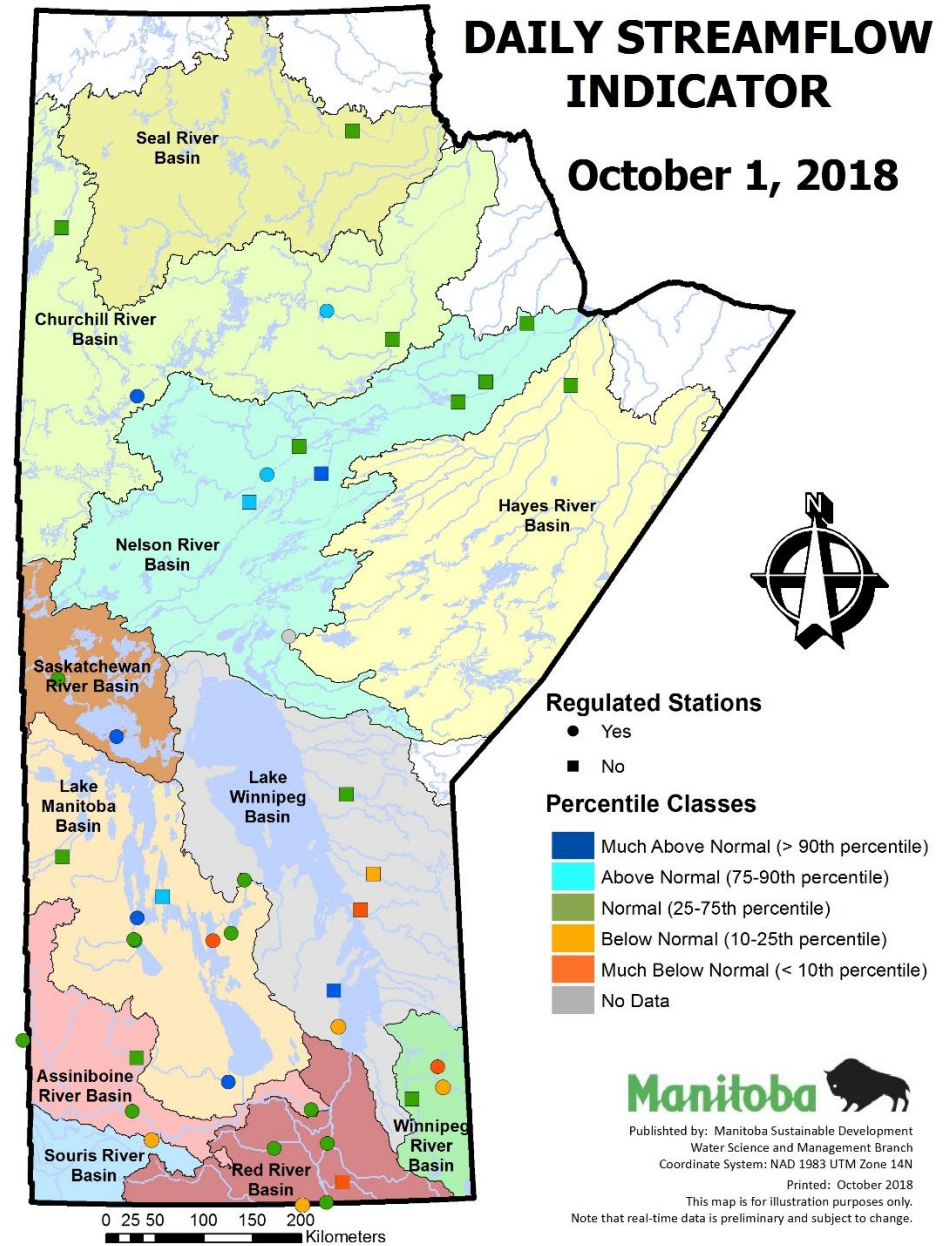 DAILY STREAMFLOW
INDICATOR
October 1, 2018
Seal River
Basin
Churchill River
Basin
Hayes River
Basin
Nelson River
Basin
N
Saskatchewan
River Basin
Regulated Stations
Yes
No
Lake
Manitoba
Basin
Lake
Winnipeg
Basin
Percentile Classes
Much Above Normal (> 90th percentile)
Above Normal (75-90th percentile)
Normal (25-75th percentile)
Below Normal (10-25th percentile)
Much Below Normal (< 10th percentile)
No Data
Assiniboine
River Basin
Souris River
Basin
Red River
Basin
Winnipeg
River
Basin
Manitoba
Publishted by: Manitoba Sustainable Development
Water Science and Management Branch
Coordinate System: NAD 1983 UTM Zone 14N
Printed: October 2018
This map is for illustration purposes only.
Note that real-time data is preliminary and subject to change.
0 25 50 100 150 200
Kilometers